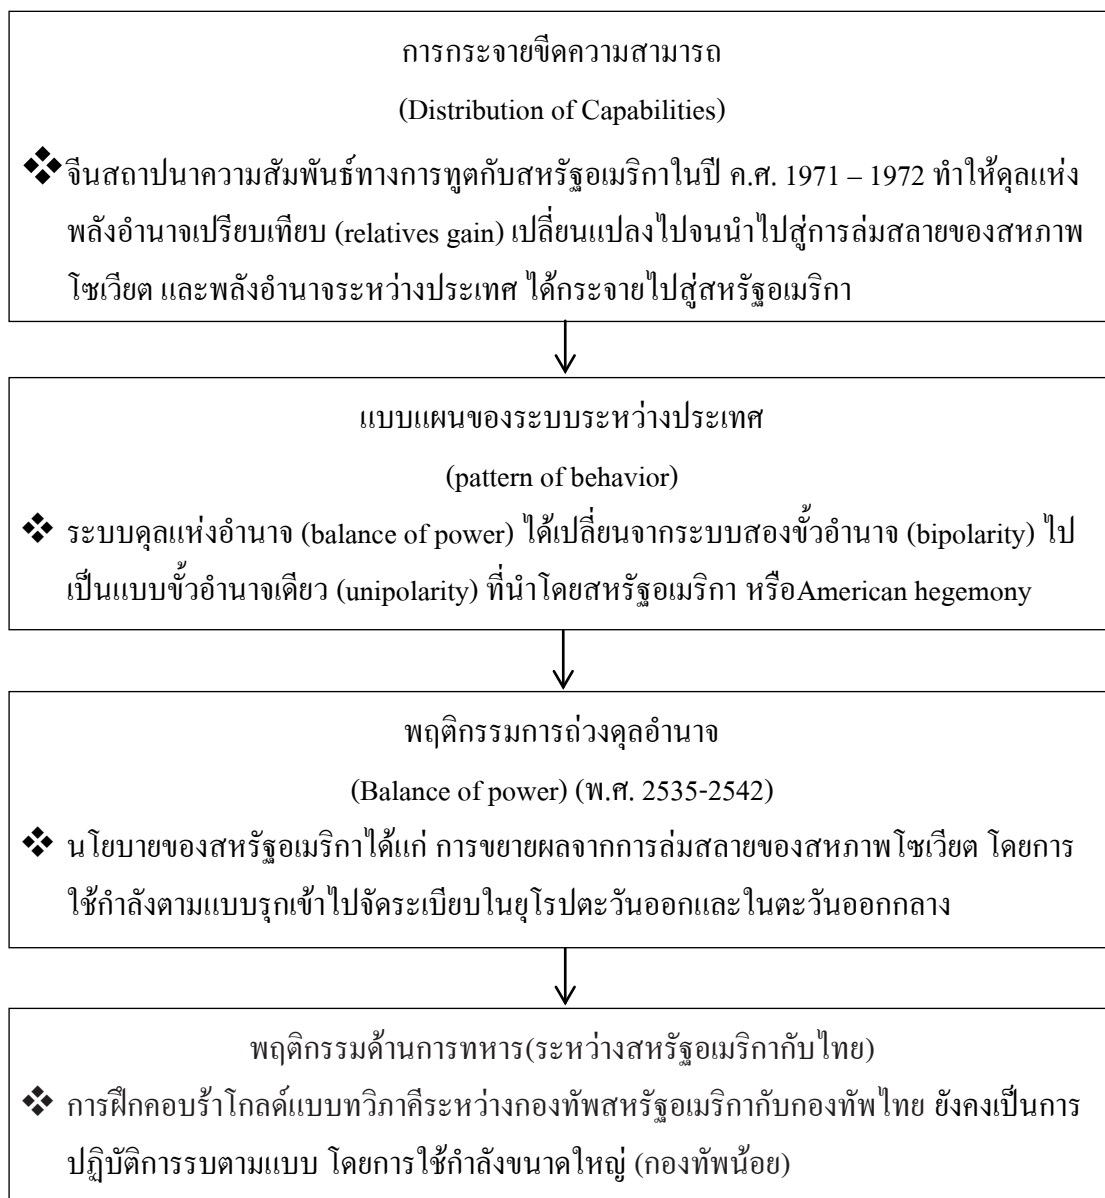 การกระจายขีดความสามารถ
(Distribution of Capabilities)
❖ จีนสถาปนาความสัมพันธ์ทางการทูตกับสหรัฐอเมริกาในปี ค.ศ. 1971 – 1972 ทำให้ดุลแห่ง
พลังอำนาจเปรียบเทียบ (relatives gain) เปลี่ยนแปลงไปจนนำไปสู่การล่มสลายของสหภาพ
โซเวียต และพลังอำนาจระหว่างประเทศ ได้กระจายไปสู่สหรัฐอเมริกา
แบบแผนของระบบระหว่างประเทศ
(pattern of behavior)
❖ ระบบดุลแห่งอำนาจ (balance of power) ได้เปลี่ยนจากระบบสองขั้วอำนาจ (bipolarity) ไป
เป็นแบบขั้วอำนาจเดียว (unipolarity) ที่นำโดยสหรัฐอเมริกา หรือAmerican hegemony
พฤติกรรมการถ่วงดุลอำนาจ
(Balance of power) (พ.ศ. 2535-2542)
❖ นโยบายของสหรัฐอเมริกาได้แก่ การขยายผลจากการล่มสลายของสหภาพโซเวียต โดยการ
ใช้กำลังตามแบบรุกเข้าไปจัดระเบียบในยุโรปตะวันออกและในตะวันออกกลาง
พฤติกรรมด้านการทหาร(ระหว่างสหรัฐอเมริกากับไทย)
❖ การฝึกคอบร้าโกลด์แบบทวิภาคีระหว่างกองทัพสหรัฐอเมริกากับกองทัพไทย ยังคงเป็นการ
ปฏิบัติการรบตามแบบ โดยการใช้กำลังขนาดใหญ่ (กองทัพน้อย)